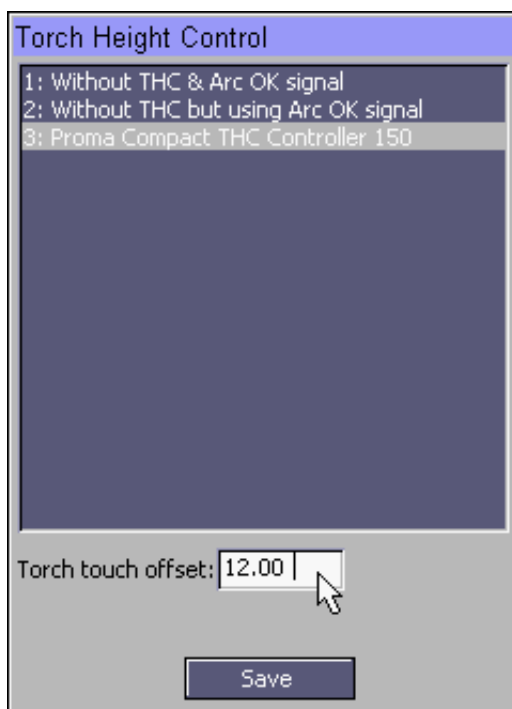 Torch Height Control
1: Without THC & Arc OK signal
2: Without THC but using Arc OK signal
3: Proma Compact THC Controller 150
Torch touch offset: 12.00
Save